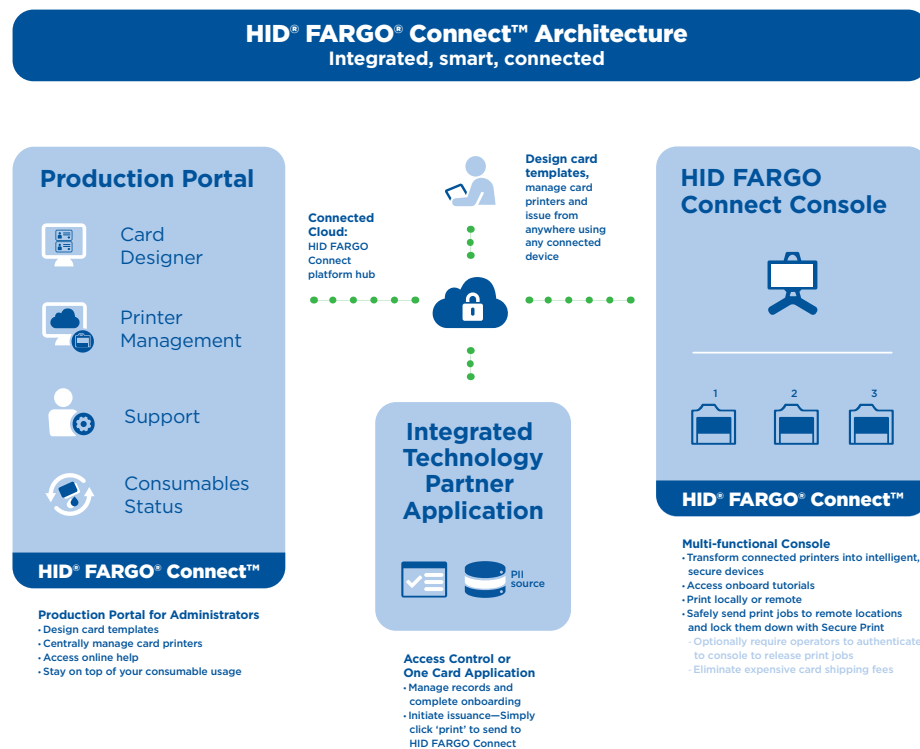 HID® FARGO® Connect™ Architecture
Integrated, smart, connected
Production Portal
Card
Designer
Printer
Management
Support
Consumables
Status
HID® FARGO® Connect™
Production Portal for Administrators
• Design card templates
• Centrally manage card printers
• Access online help
• Stay on top of your consumable usage
Connected
Cloud:
HID FARGO
Connect
platform hub
Design card
templates,
manage card
printers and
issue from
anywhere using
any connected
device
Integrated
Technology
Partner
Application
PII
source
Access Control or
One Card Application
• Manage records and
complete onboarding
• Initiate issuance—Simply
click ‘print’ to send to
HID FARGO Connect
HID FARGO
Connect Console
1 2 3
HID® FARGO® Connect™
Multi-functional Console
• Transform connected printers into intelligent,
secure devices
• Access onboard tutorials
• Print locally or remote
• Safely send print jobs to remote locations
and lock them down with Secure Print
- Optionally require operators to authenticate
to console to release print jobs
- Eliminate expensive card shipping fees